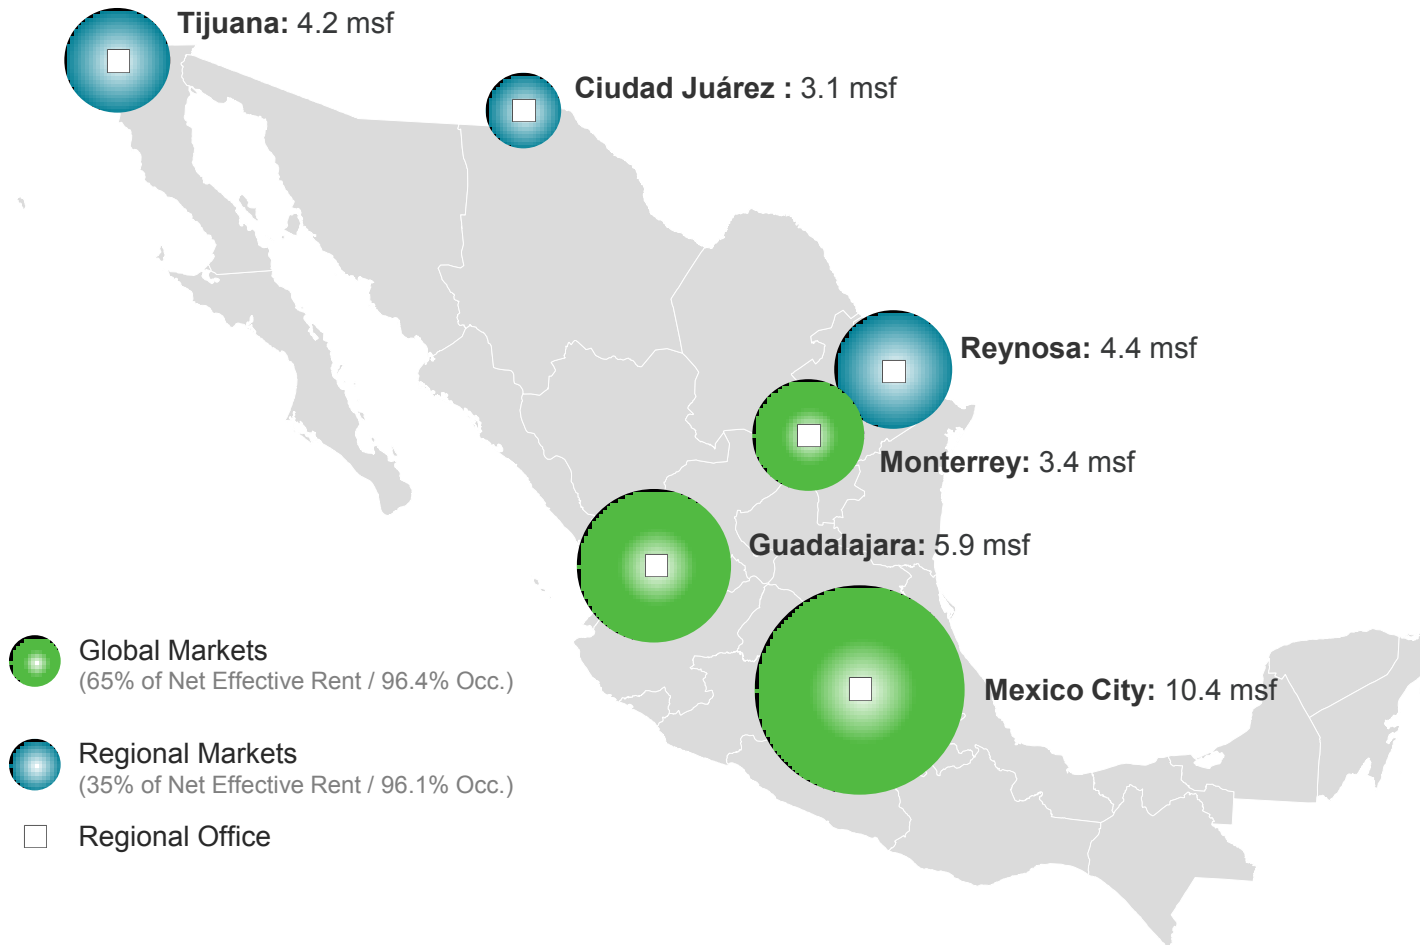 Tijuana: 4.2 msf
Ciudad Juárez : 3.1 msf
Reynosa: 4.4 msf
Monterrey: 3.4 msf
Guadalajara: 5.9 msf
Mexico City: 10.4 msf
Global Markets
(65% of Net Effective Rent / 96.4% Occ.)
Regional Markets
(35% of Net Effective Rent / 96.1% Occ.)
Regional Office